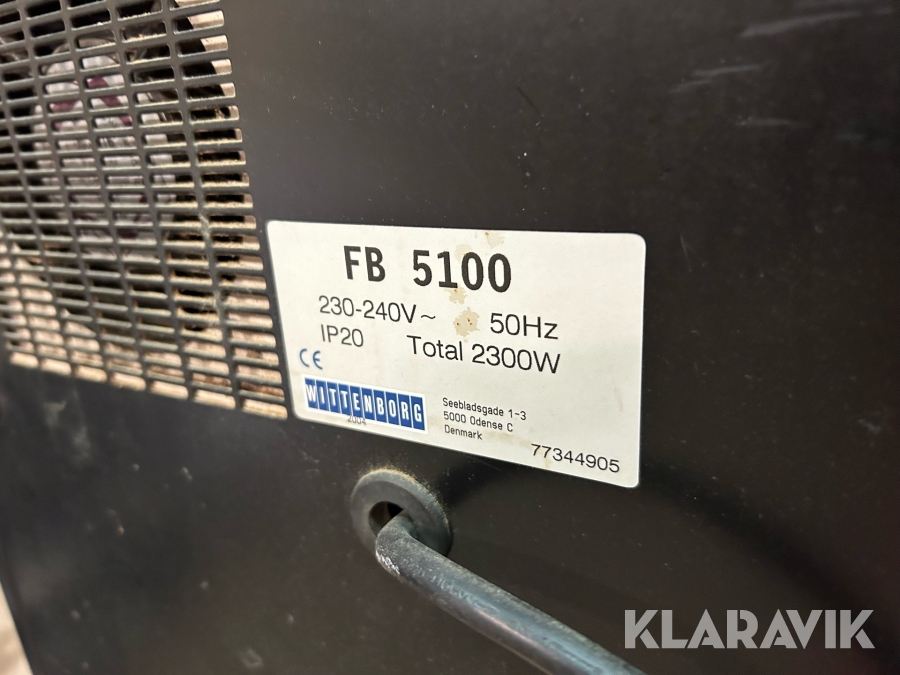 FB 5100
230-240V~ 50Hz
IP20 Total 2300W
CE
WITTENBORG
2004
Seebladsgade 1-3
5000 Odense C
Denmark
77344905
KLARAVIK